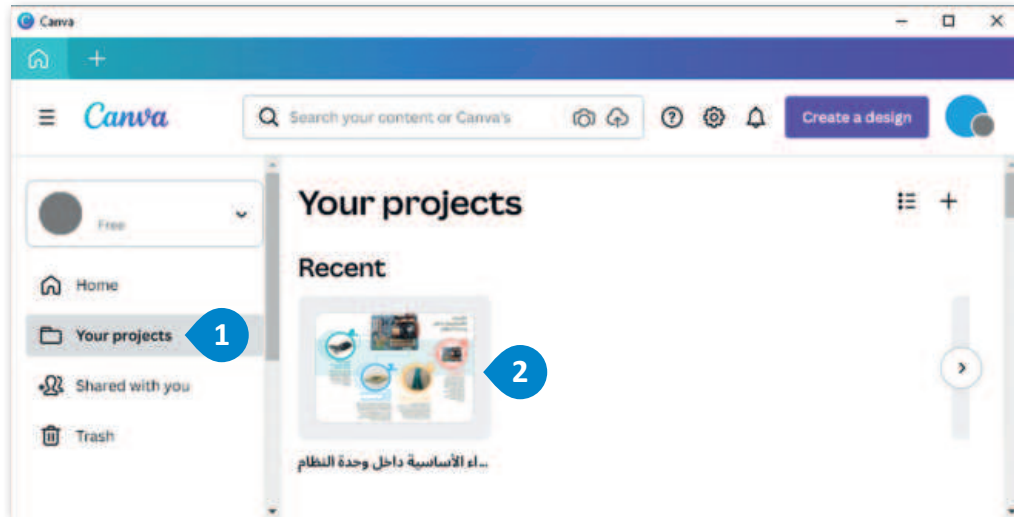 Canva
Canva
Search your content or Canva's
Create a design
Free
Home
Your projects
1
Shared with you
Trash
Your projects
Recent
2
...اء الأساسية داخل وحدة النظام